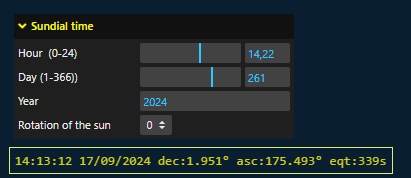 Sundial time
Hour  (0-24) 14,22
Day (1-366)) 261
Year 2024
Rotation of the sun 0
14:13:12 17/09/2024 dec:1.951° asc:175.493° eqt:339s